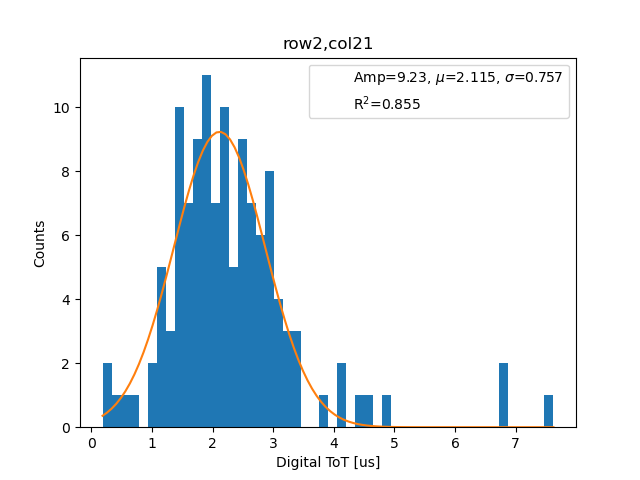 row2,col21
Amp=9.23, μ=2.115, σ=0.757
R²=0.855
Counts
10
8
6
4
2
0
0 1 2 3 4 5 6 7
Digital ToT [us]